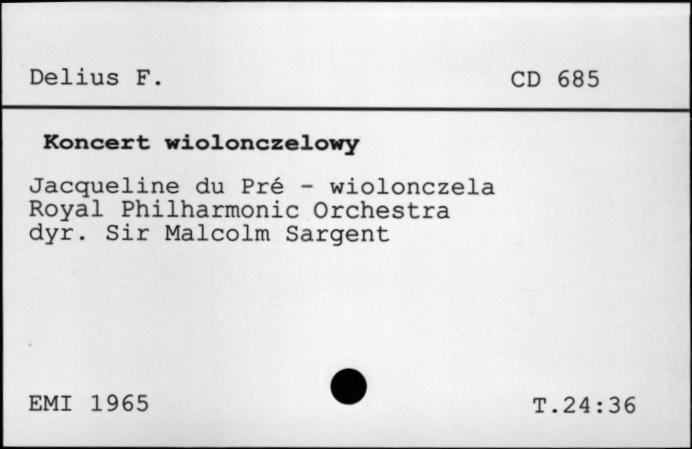 Delius F. CD 685
Koncert wiolonczelowy
Jacqueline du Pré - wiolonczela
Royal Philharmonic Orchestra
dyr. Sir Malcolm Sargent
EMI 1965 T.24:36